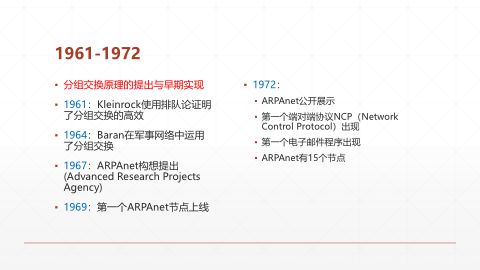 1961-1972
分组交换原理的提出与早期实现
1961：Kleinrock使用排队论证明
了分组交换的高效
1964：Baran在军事网络中运用
了分组交换
1967：ARPAnet构想提出
(Advanced Research Projects
Agency)
1969：第一个ARPAnet节点上线
1972：
ARPAnet公开展示
第一个端对端协议NCP（Network
Control Protocol）出现
第一个电子邮件程序出现
ARPAnet有15个节点